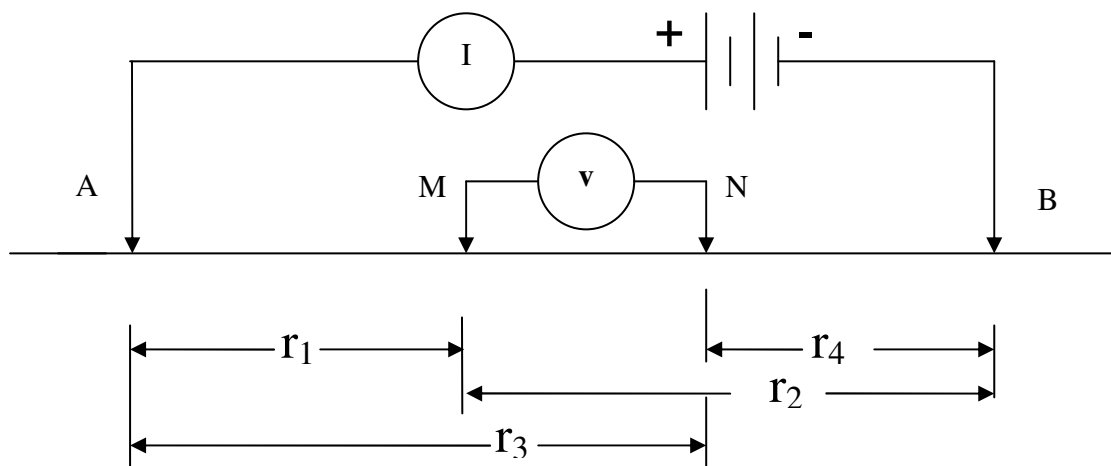 I + -
A M v N B
r₁ r₄
r₂
r₃